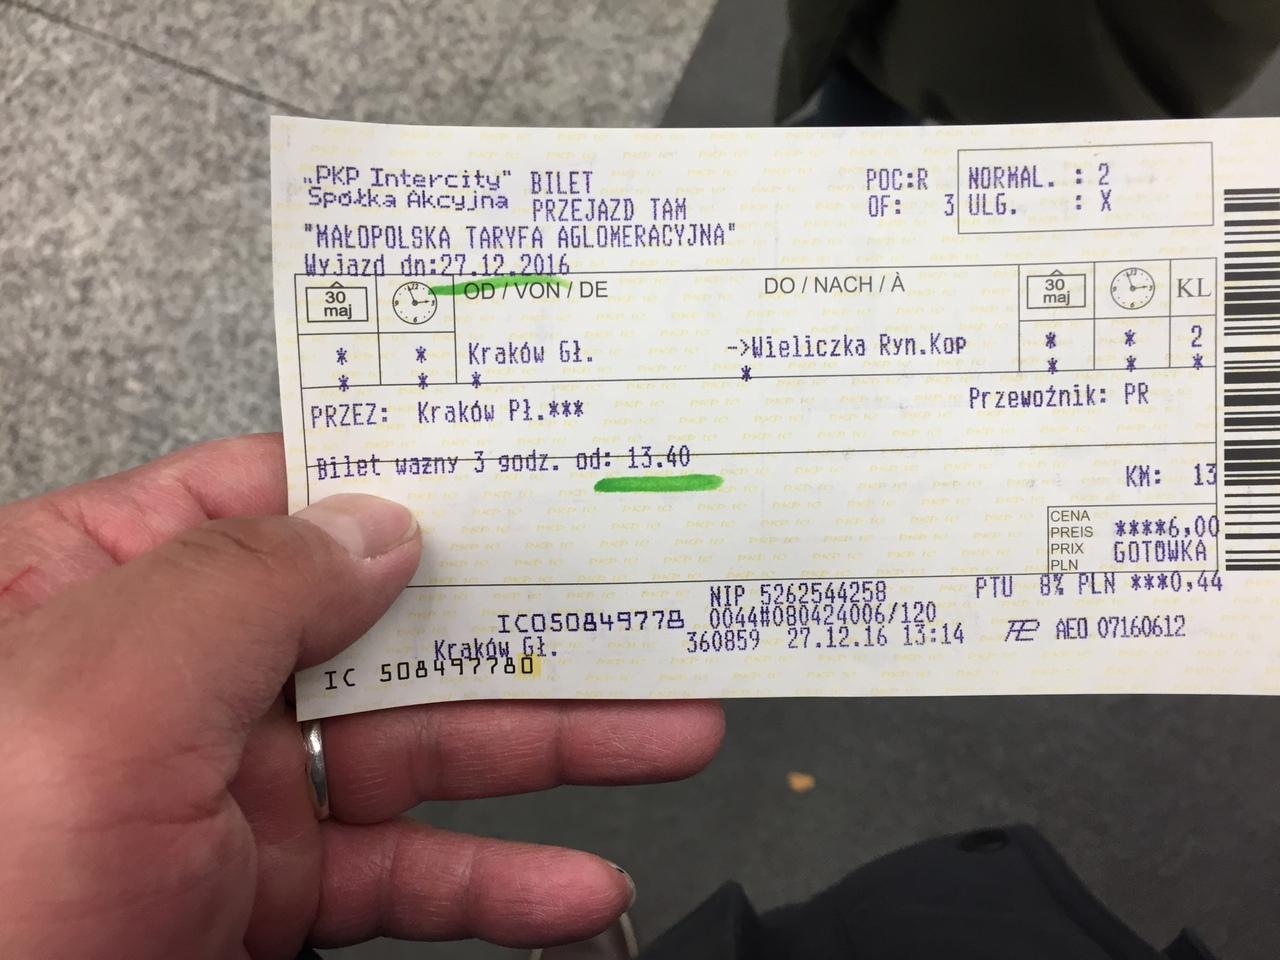 „PKP Intercity" BILET POC:R NORMAL. : 2
Spółka Akcyjna PRZEJAZD TAM OF: 3 ULG. : X
"MAŁOPOLSKA TARYFA AGLOMERACYJNA"
Wyjazd dn:27.12.2016
30 maj OD / VON / DE DO / NACH / À 30 maj KL
* * Kraków Gł. ->Wieliczka Ryn.Kop * * 2
* * * * * * *
PRZEZ: Kraków Pł.*** Przewoźnik: PR
Bilet ważny 3 godz. od: 13.40
KM: 13
CENA
PREIS ****6,00
PRIX GOTÓWKA
PLN
NIP 5262544258 PTU 8% PLN ***0,44
IC05084977B 0044#080424006/120
Kraków Gł. 360859 27.12.16 13:14 AEO 07160612
IC 508497780